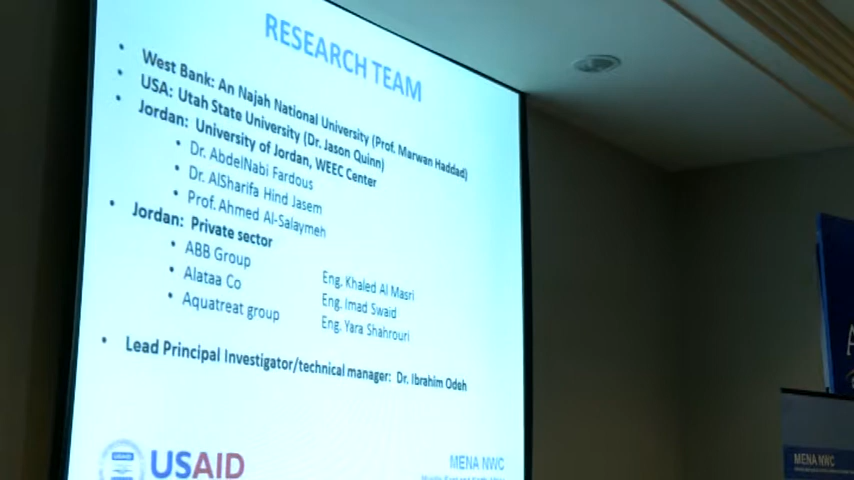 RESEARCH TEAM
• West Bank: An Najah National University (Prof. Marwan Haddad)
• USA: Utah State University (Dr. Jason Quinn)
• Jordan: University of Jordan, WEEC Center
• Dr. AbdelNabi Fardous
• Dr. AlSharifa Hind Jasem
• Prof. Ahmed Al-Salaymeh
• Jordan: Private sector
• ABB Group Eng. Khaled Al Masri
• Alataa Co Eng. Imad Swaid
• Aquatreat group Eng. Yara Shahrouri
• Lead Principal Investigator/technical manager: Dr. Ibrahim Odeh
USAID
USAID
MENA NWC
MENA NWC